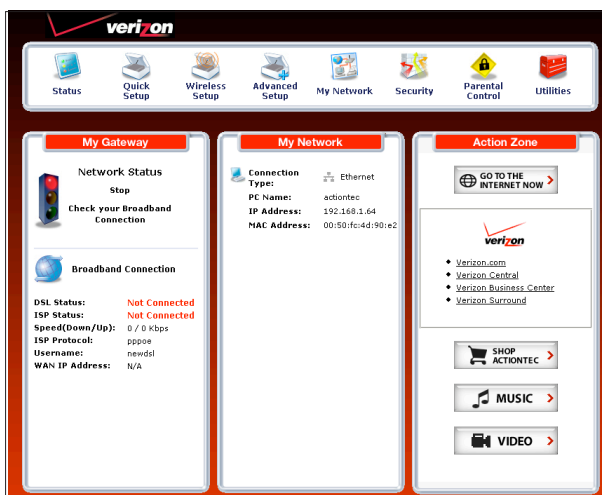 verizon
Status
Quick
Setup
Wireless
Setup
Advanced
Setup
My Network
Security
Parental
Control
Utilities
My Gateway
Network Status
Stop
Check your Broadband
Connection
Broadband Connection
DSL Status: Not Connected
ISP Status: Not Connected
Speed(Down/Up): 0 / 0 Kbps
ISP Protocol: pppoe
Username: newdsl
WAN IP Address: N/A
My Network
Connection
Type: Ethernet
PC Name: actiontec
IP Address: 192.168.1.64
MAC Address: 00:50:fc:4d:90:e2
Action Zone
GO TO THE
INTERNET NOW >
verizon
Verizon.com
Verizon Central
Verizon Business Center
Verizon Surround
SHOP
ACTIONTEC >
MUSIC >
VIDEO >